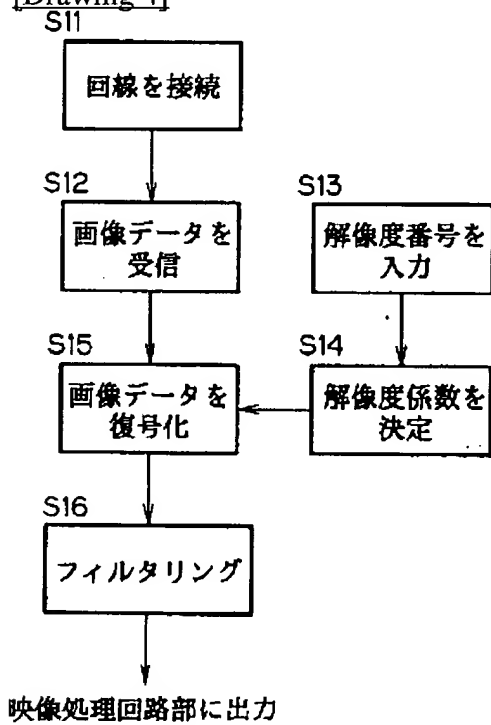 [Drawing 4]
S11
回線を接続
S12
画像データを
受信
S13
解像度番号を
入力
S14
解像度係数を
決定
S15
画像データを
復号化
S16
フィルタリング
映像処理回路部に出力